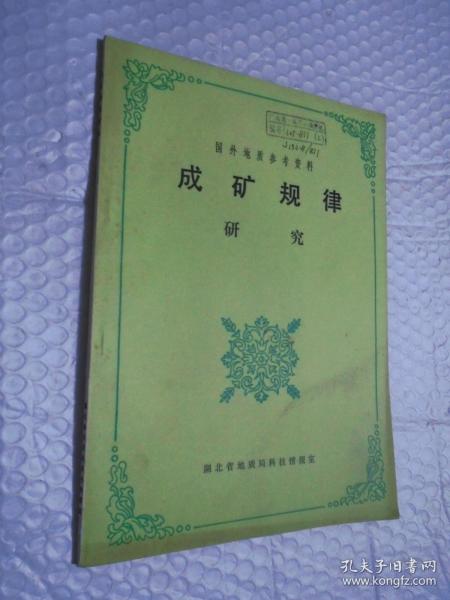 国外地质参考资料
成矿规律
研究
湖北省地质局科技情报室
孔夫子旧书网
www.kongfz.com